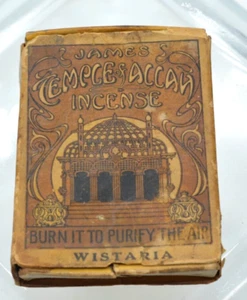 JAMES
TEMPLE of ALLAH
INCENSE
BURN IT TO PURIFY THE AIR
WISTARIA